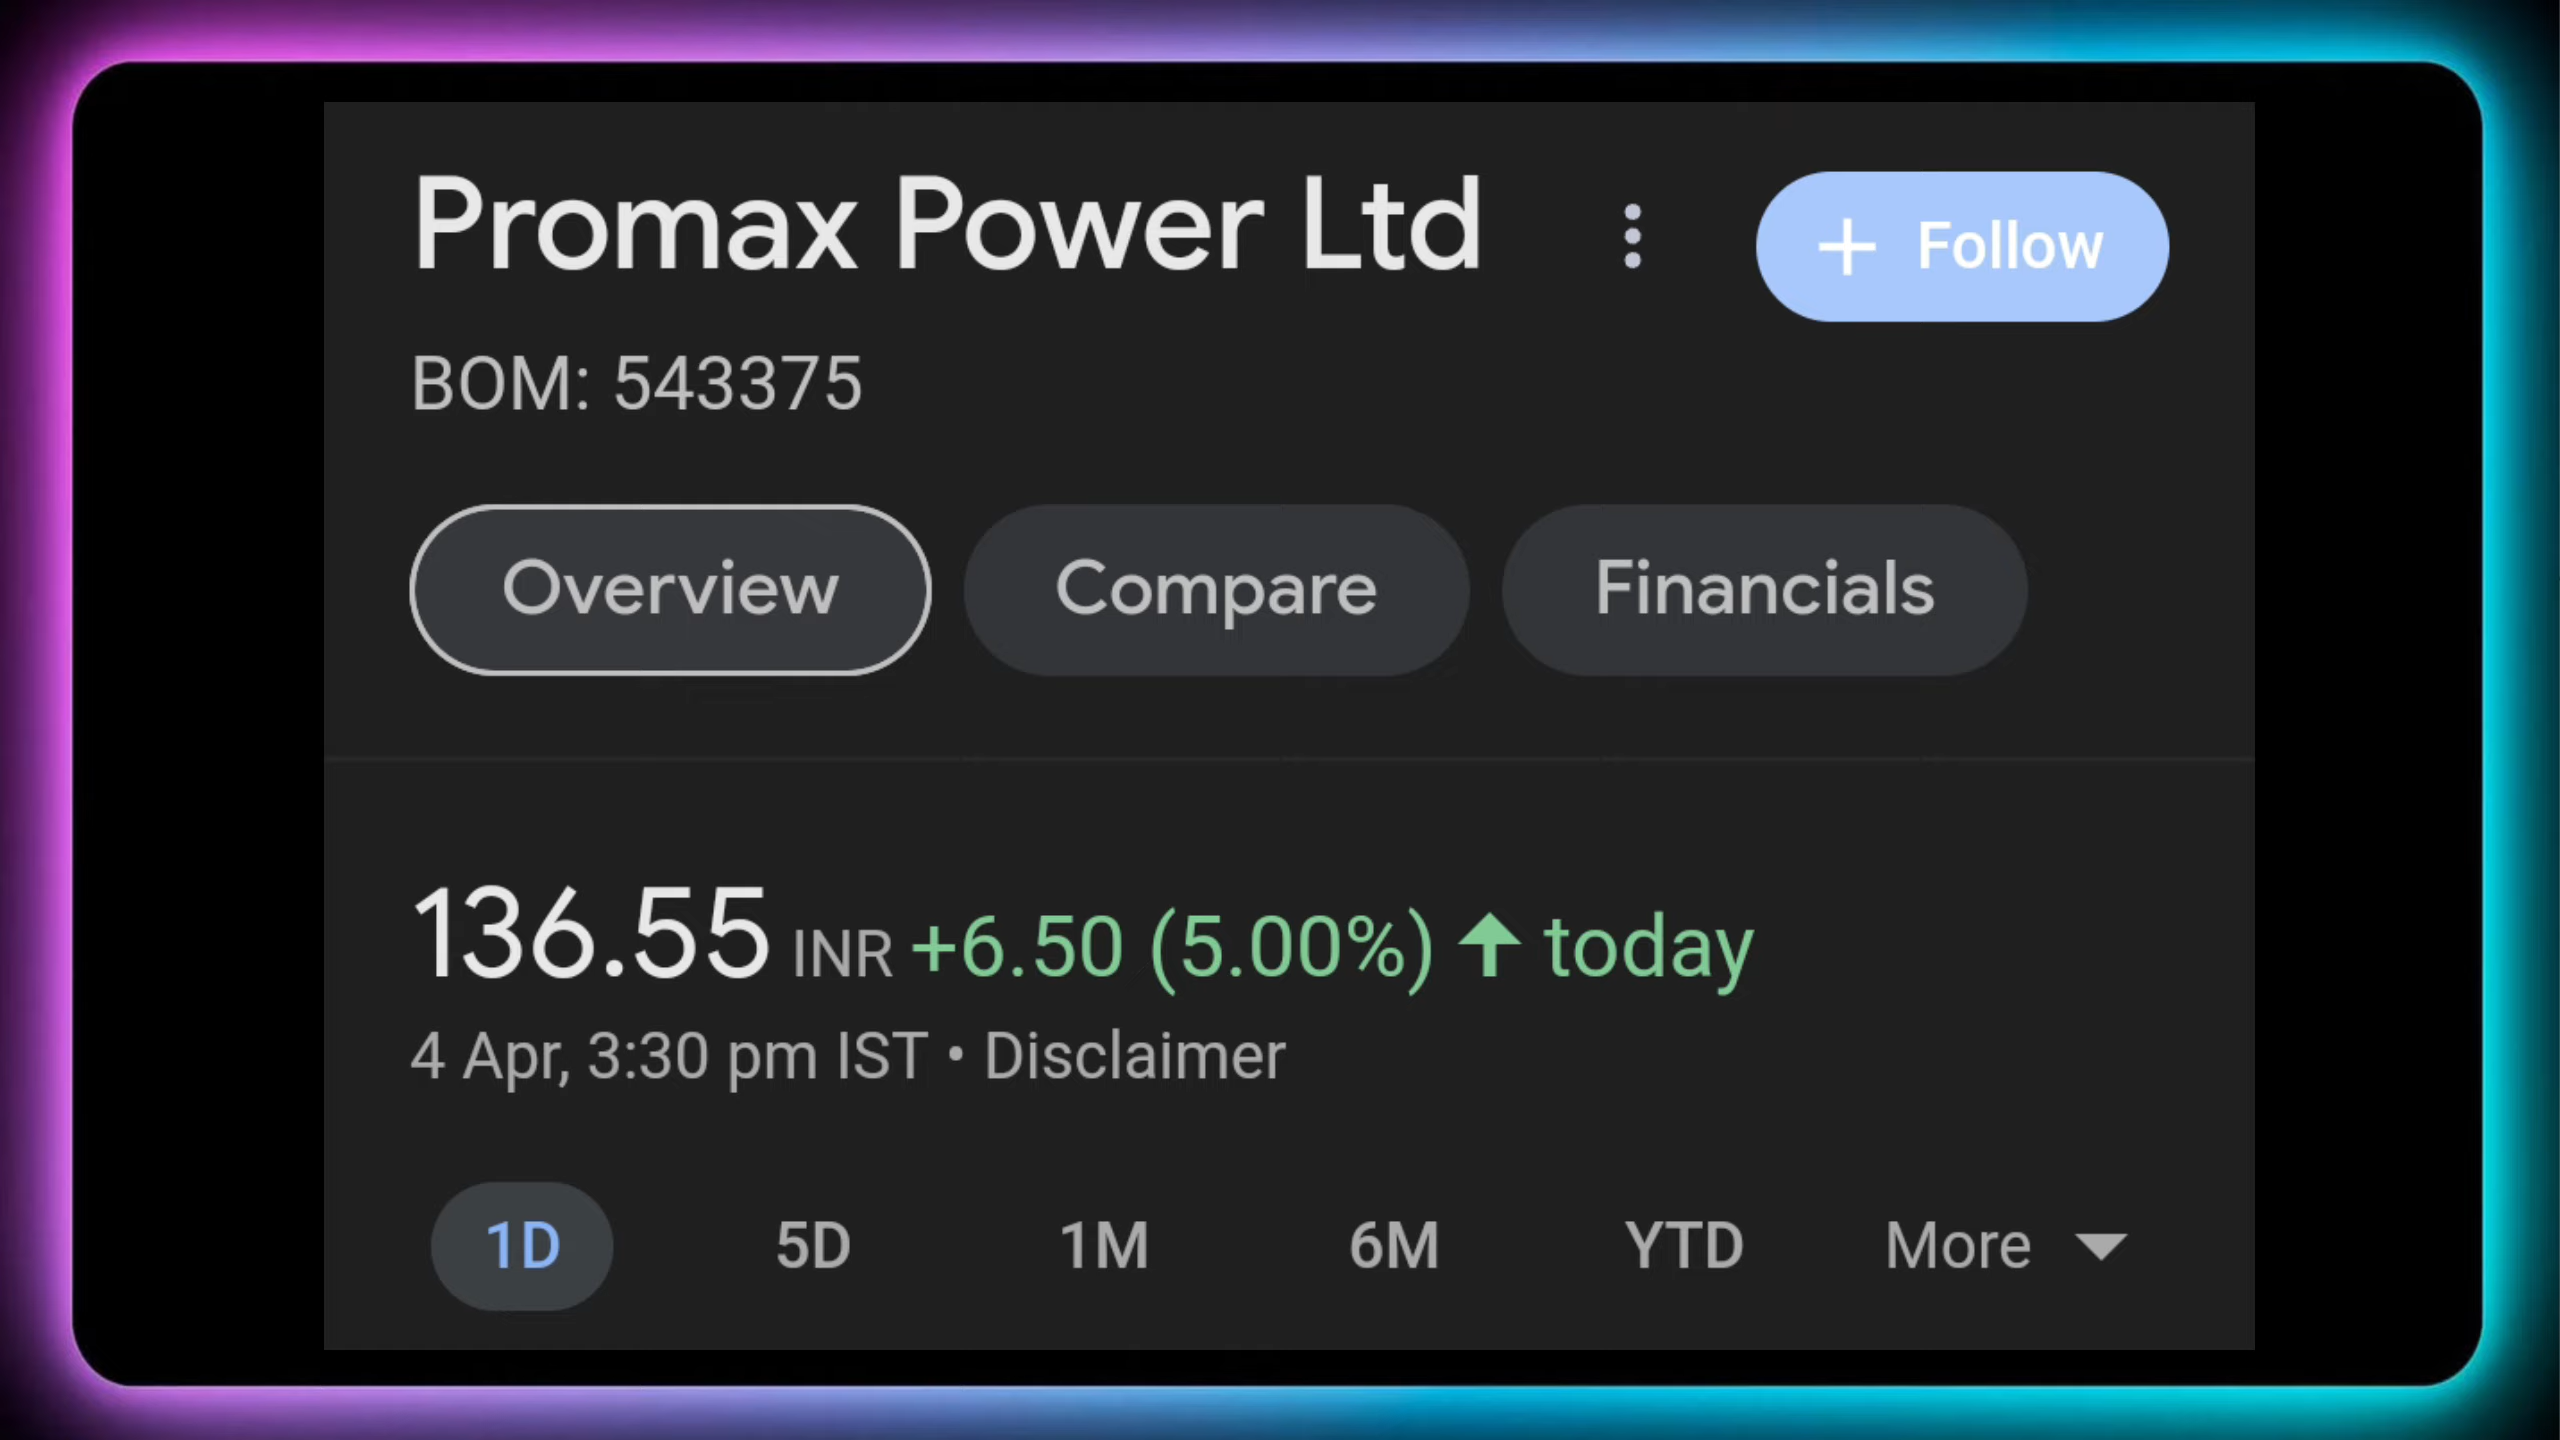 Promax Power Ltd
+ Follow
BOM: 543375
Overview Compare Financials
136.55 INR +6.50 (5.00%) ↑ today
4 Apr, 3:30 pm IST • Disclaimer
1D 5D 1M 6M YTD More